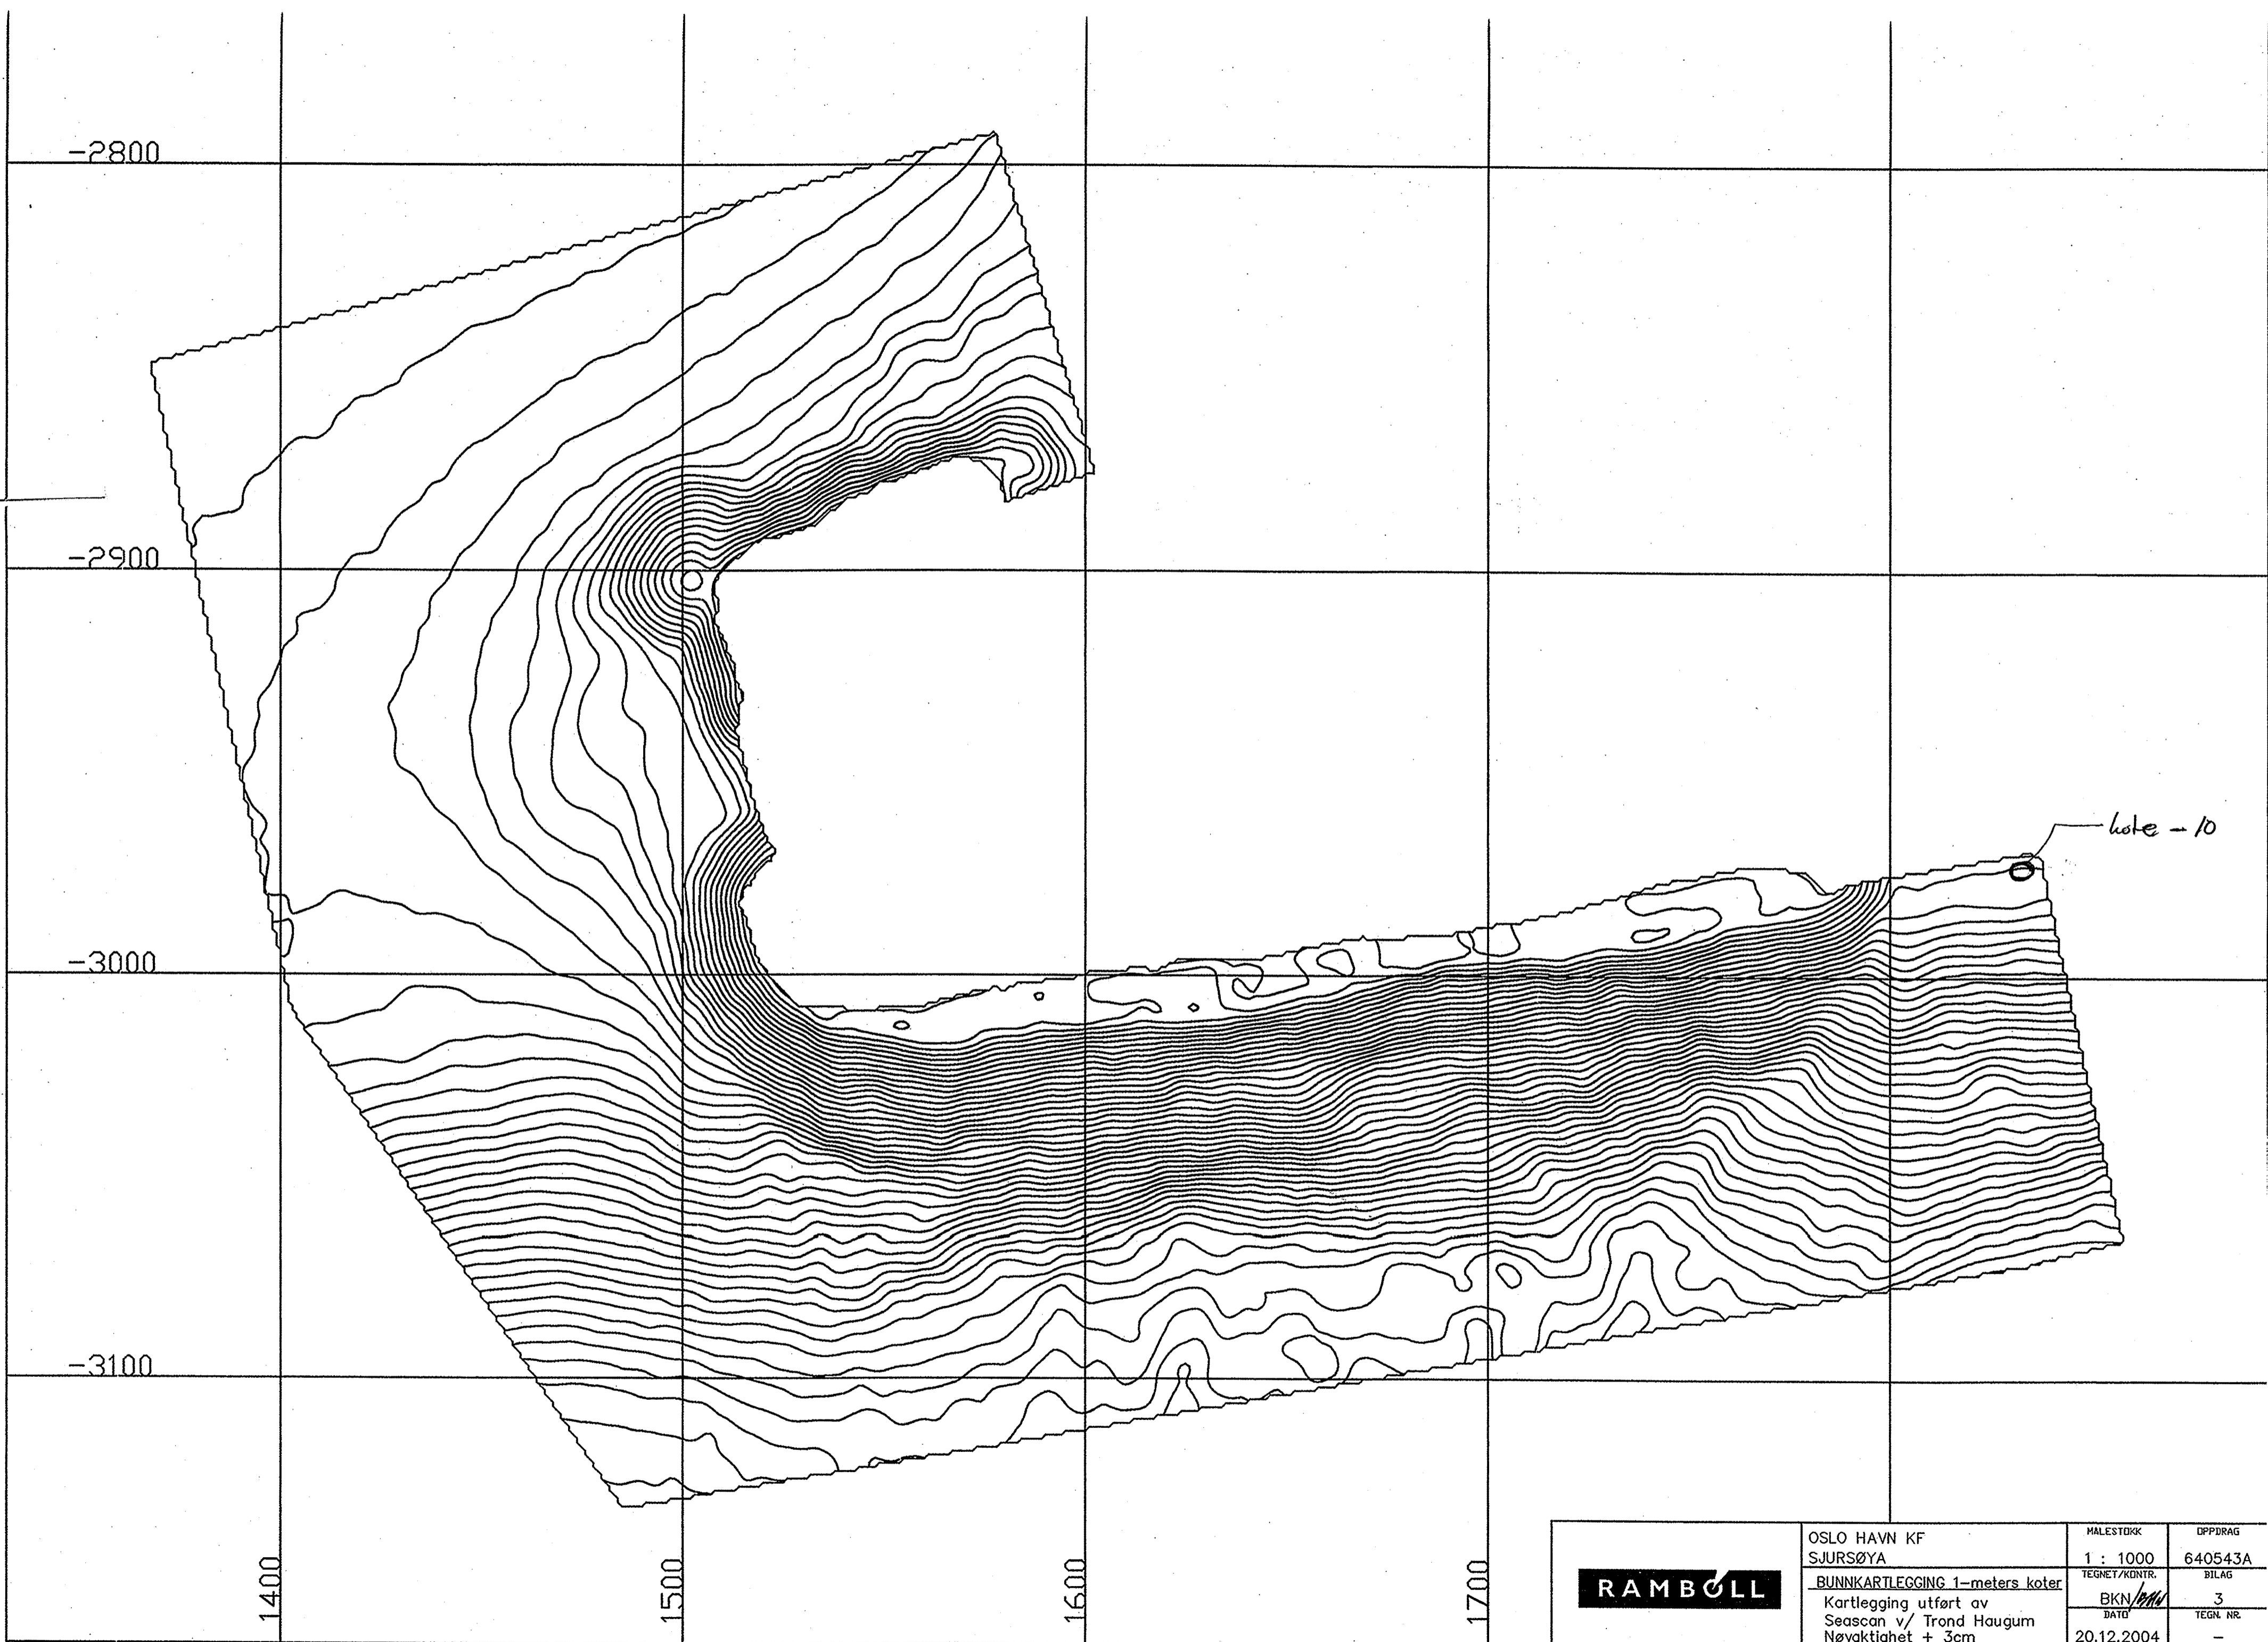 -2800
-2900
kote - 10
-3000
-3100
1400
1500
1600
1700
RAMBØLL
OSLO HAVN KF
SJURSØYA
BUNNKARTLEGGING 1-meters koter
Kartlegging utført av
Seascan v/ Trond Haugum
Nøyaktighet + 3cm
MALESTOKK
1 : 1000
OPPDRAG
640543A
TEGNET/KONTR.
BKN/
BILAG
3
DATO
20.12.2004
TEGN. NR.
-